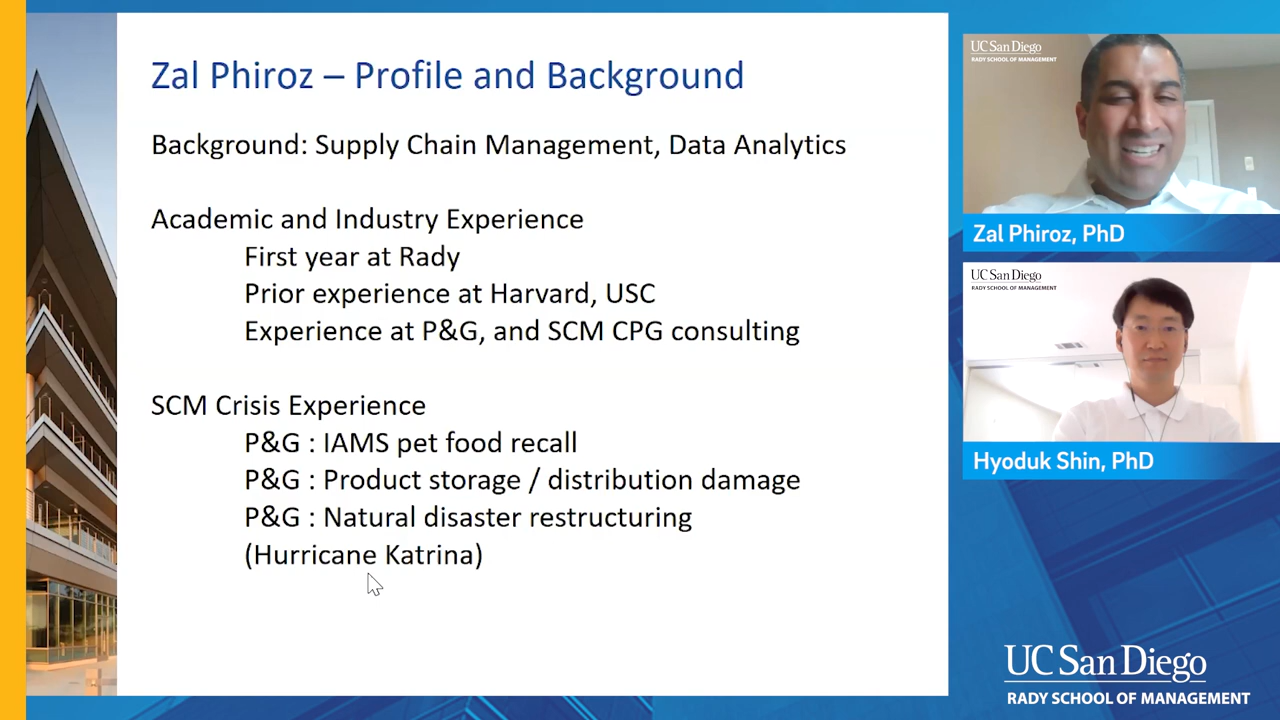 Zal Phiroz – Profile and Background
Background: Supply Chain Management, Data Analytics
Academic and Industry Experience
First year at Rady
Prior experience at Harvard, USC
Experience at P&G, and SCM CPG consulting
SCM Crisis Experience
P&G : IAMS pet food recall
P&G : Product storage / distribution damage
P&G : Natural disaster restructuring
(Hurricane Katrina)
UC San Diego
RADY SCHOOL OF MANAGEMENT
Zal Phiroz, PhD
UC San Diego
RADY SCHOOL OF MANAGEMENT
Hyoduk Shin, PhD
UC San Diego
RADY SCHOOL OF MANAGEMENT